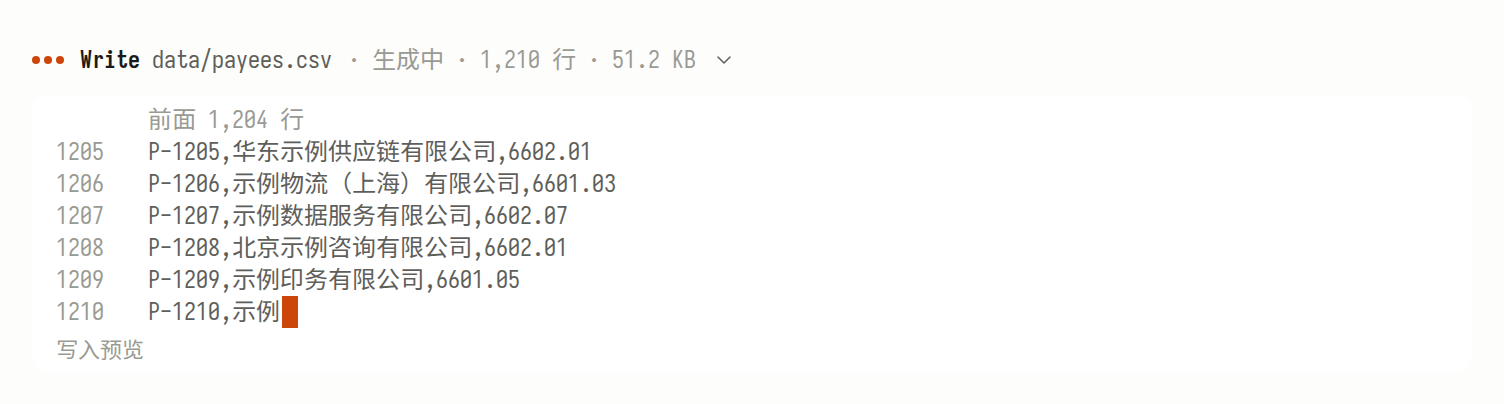 Write data/payees.csv · 生成中 · 1,210 行 · 51.2 KB
前面 1,204 行
1205 P-1205,华东示例供应链有限公司,6602.01
1206 P-1206,示例物流（上海）有限公司,6601.03
1207 P-1207,示例数据服务有限公司,6602.07
1208 P-1208,北京示例咨询有限公司,6602.01
1209 P-1209,示例印务有限公司,6601.05
1210 P-1210,示例
写入预览